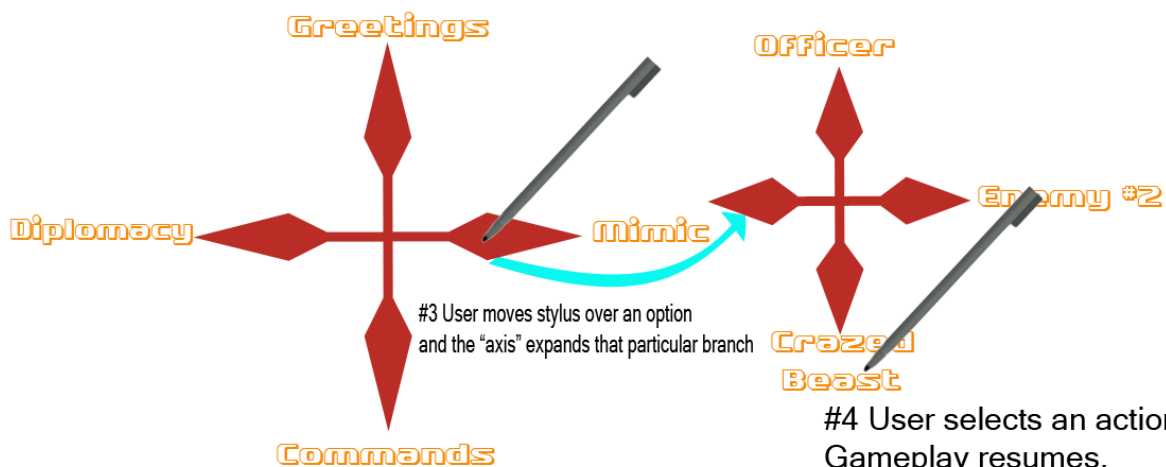 Greetings
Officer
Diplomacy
Mimic
Enemy #2
#3 User moves stylus over an option
and the “axis” expands that particular branch
Crazed
Beast
#4 User selects an action
Gameplay resumes.
Commands